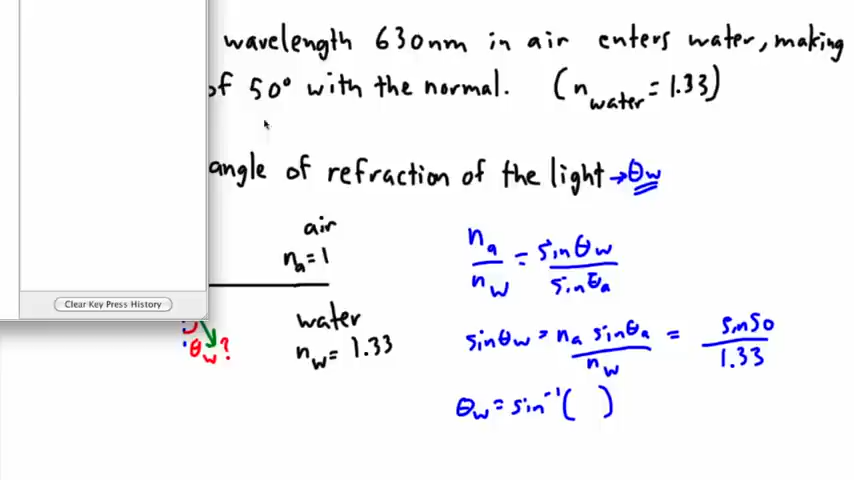 wavelength 630nm in air enters water, making
of 50° with the normal. (n water = 1.33)
angle of refraction of the light → θw
air
na = 1
na/nw = sinθw/sinθa
Clear Key Press History
water
nw = 1.33
θw?
sinθw = na sinθa/nw = sin50/1.33
θw = sin⁻¹( )